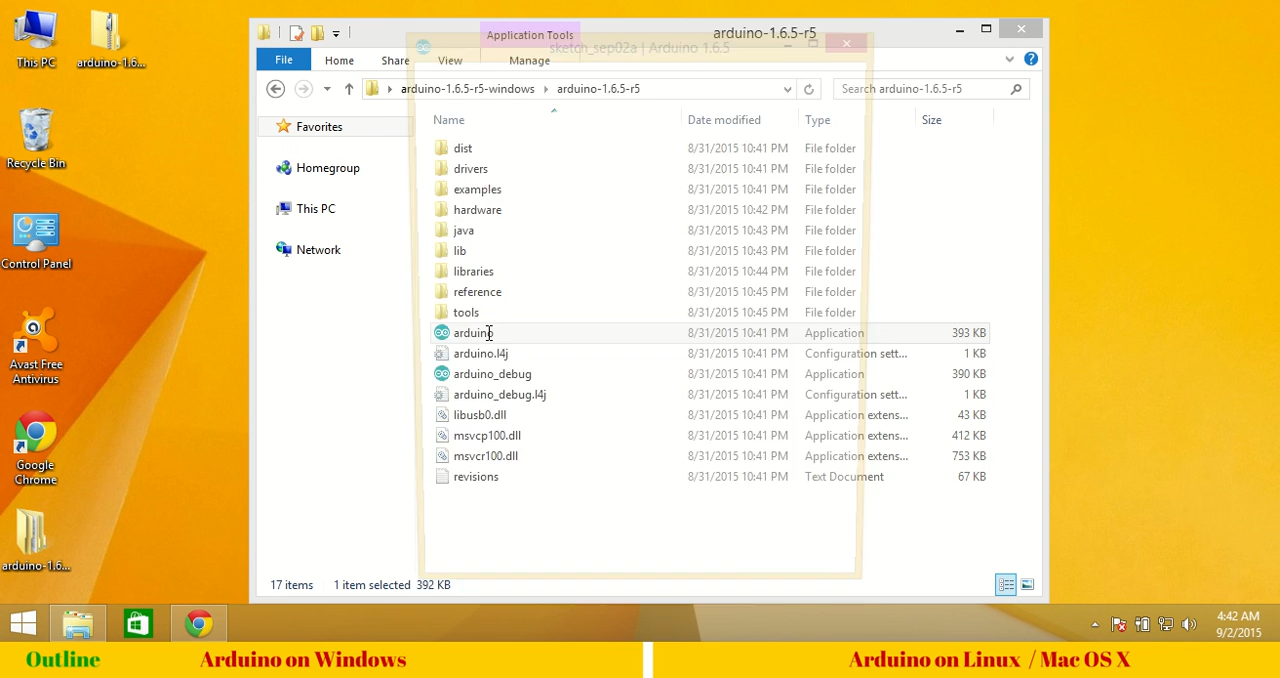 This PC
arduino-1.6...
Recycle Bin
Control Panel
Avast Free
Antivirus
Google
Chrome
arduino-1.6...
Application Tools
arduino-1.6.5-r5
sketch_sep02a | Arduino 1.6.5
File Home Share View Manage
arduino-1.6.5-r5-windows arduino-1.6.5-r5
Search arduino-1.6.5-r5
Favorites
Homegroup
This PC
Network
Name Date modified Type Size
dist 8/31/2015 10:41 PM File folder
drivers 8/31/2015 10:41 PM File folder
examples 8/31/2015 10:41 PM File folder
hardware 8/31/2015 10:42 PM File folder
java 8/31/2015 10:43 PM File folder
lib 8/31/2015 10:43 PM File folder
libraries 8/31/2015 10:44 PM File folder
reference 8/31/2015 10:45 PM File folder
tools 8/31/2015 10:45 PM File folder
arduino 8/31/2015 10:41 PM Application 393 KB
arduino.l4j 8/31/2015 10:41 PM Configuration sett... 1 KB
arduino_debug 8/31/2015 10:41 PM Application 390 KB
arduino_debug.l4j 8/31/2015 10:41 PM Configuration sett... 1 KB
libusb0.dll 8/31/2015 10:41 PM Application extens... 43 KB
msvcp100.dll 8/31/2015 10:41 PM Application extens... 412 KB
msvcr100.dll 8/31/2015 10:41 PM Application extens... 753 KB
revisions 8/31/2015 10:41 PM Text Document 67 KB
17 items 1 item selected 392 KB
4:42 AM
9/2/2015
Outline Arduino on Windows Arduino on Linux / Mac OS X